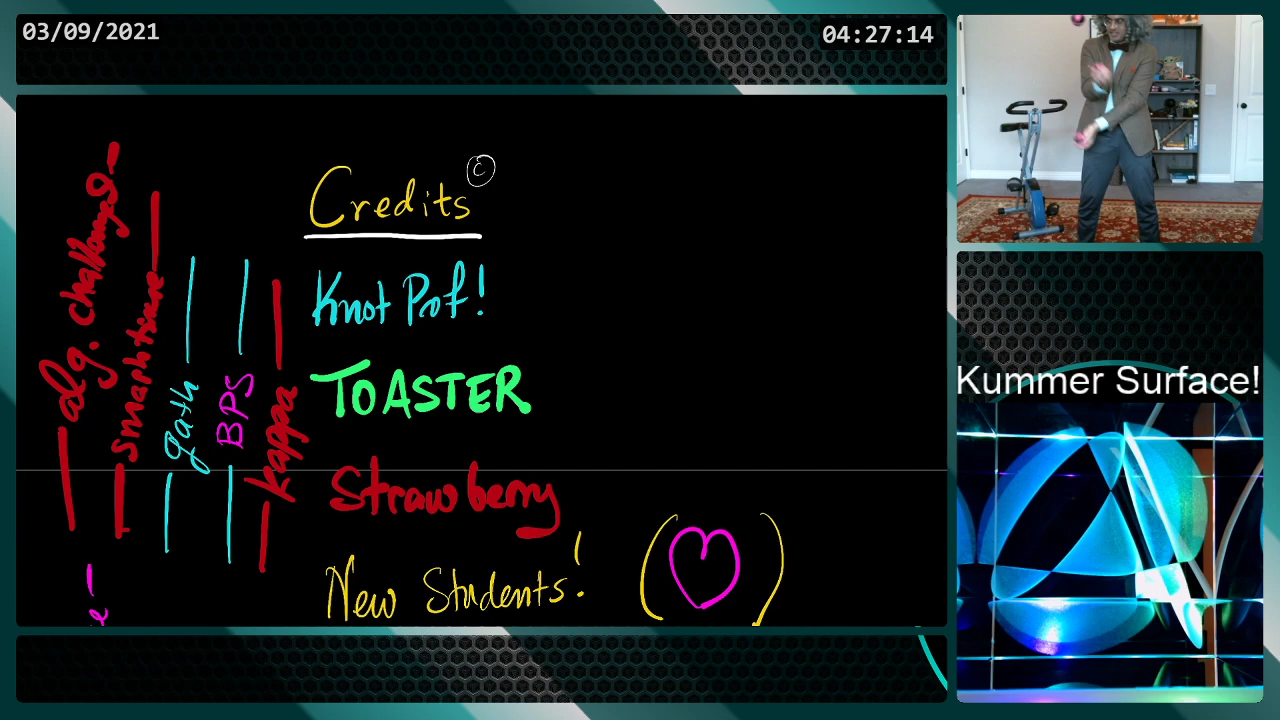 03/09/2021
04:27:14
Credits ©
Knot Prof!
TOASTER
Strawberry
New Students!
alg. challenge
gath
BPS
kappa
Kummer Surface!